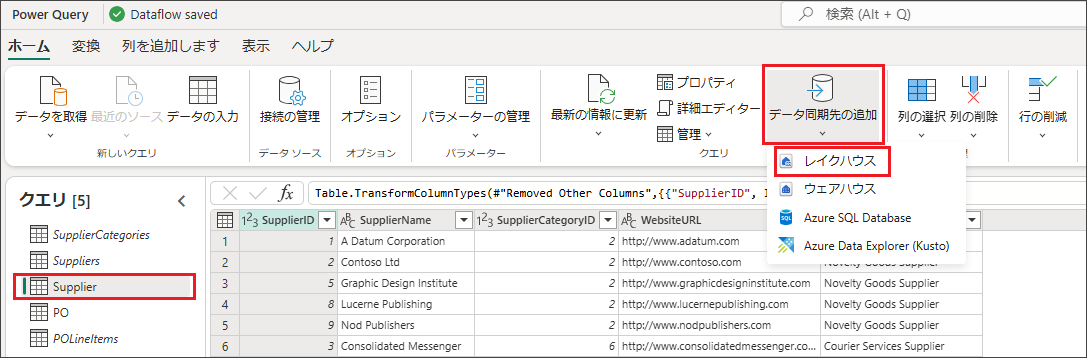 Power Query Dataflow saved 検索 (Alt + Q)
ホーム 変換 列を追加します 表示 ヘルプ
データを取得 最近のソース データの入力
新しいクエリ
接続の管理
データ ソース
オプション
オプション
パラメーターの管理
パラメーター
最新の情報に更新
プロパティ
詳細エディター
管理
データ同期先の追加
クエリ
列の選択 列の削除
行の削減
レイクハウス
ウェアハウス
Azure SQL Database
Azure Data Explorer (Kusto)
クエリ [5]
SupplierCategories
Suppliers
Supplier
PO
POLineItems
fx Table.TransformColumnTypes(#"Removed Other Columns",{{"SupplierID",
123 SupplierID ABC SupplierName 123 SupplierCategoryID ABC WebsiteURL
1 1 A Datum Corporation 2 http://www.adatum.com
2 2 Contoso Ltd 2 http://www.contoso.com Novelty Goods Supplier
3 5 Graphic Design Institute 2 http://www.graphicdesigninstitute.com Novelty Goods Supplier
4 8 Lucerne Publishing 2 http://www.lucernepublishing.com Novelty Goods Supplier
5 9 Nod Publishers 2 http://www.nodpublishers.com Novelty Goods Supplier
6 3 Consolidated Messenger 6 http://www.consolidatedmessenger.co... Courier Services Supplier